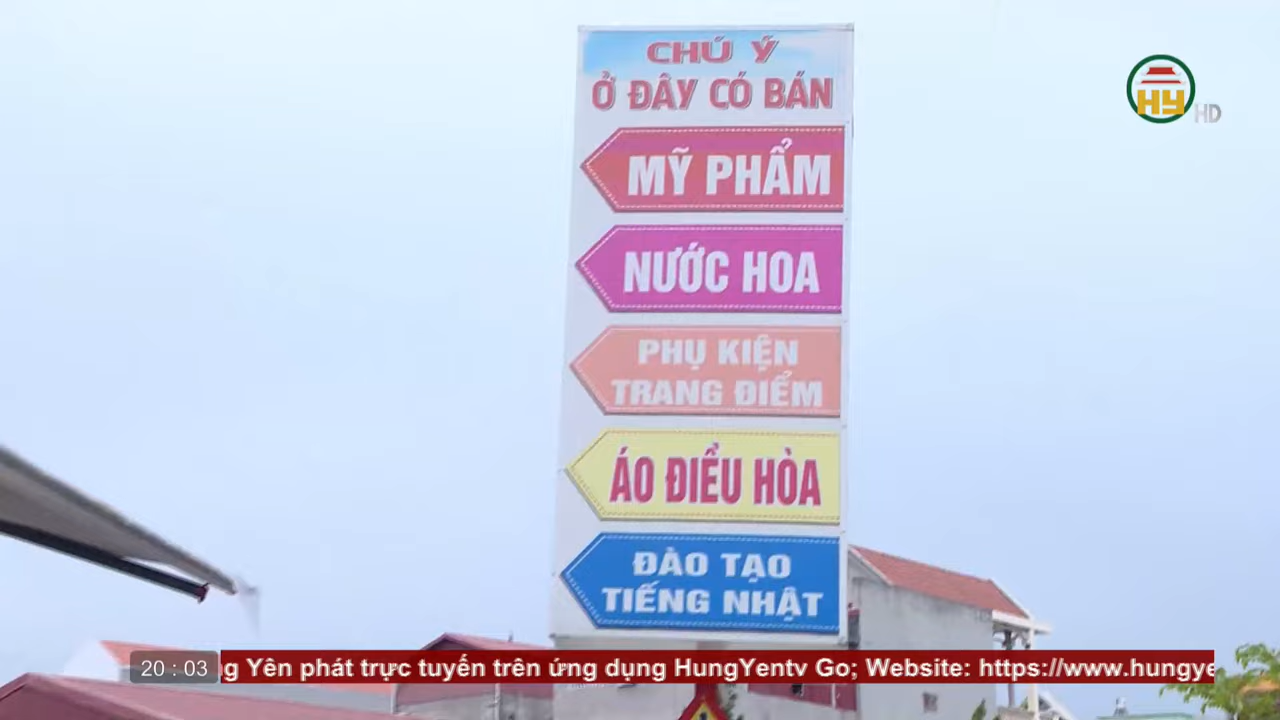 CHÚ Ý
Ở ĐÂY CÓ BÁN
MỸ PHẨM
NƯỚC HOA
PHỤ KIỆN
TRANG ĐIỂM
ÁO ĐIỀU HÒA
ĐÀO TẠO
TIẾNG NHẬT
HY HD
20 : 03 g Yên phát trực tuyến trên ứng dụng HungYentv Go; Website: https://www.hungye